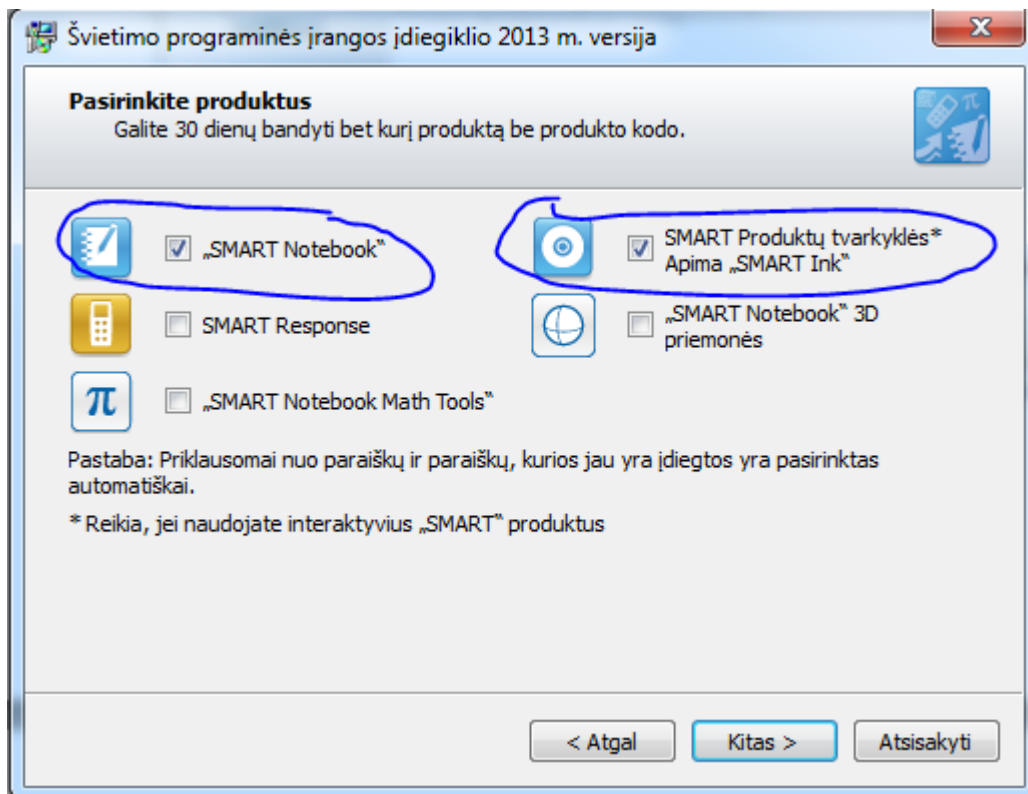 Švietimo programinės įrangos įdiegiklio 2013 m. versija
Pasirinkite produktus
Galite 30 dienų bandyti bet kurį produktą be produkto kodo.
„SMART Notebook“
SMART Produktų tvarkyklės*
Apima „SMART Ink“
SMART Response
„SMART Notebook“ 3D
priemonės
π
„SMART Notebook Math Tools“
Pastaba: Priklausomai nuo paraiškų ir paraiškų, kurios jau yra įdiegtos yra pasirinktas
automatiškai.
* Reikia, jei naudojate interaktyvius „SMART“ produktus
< Atgal
Kitas >
Atsisakyti